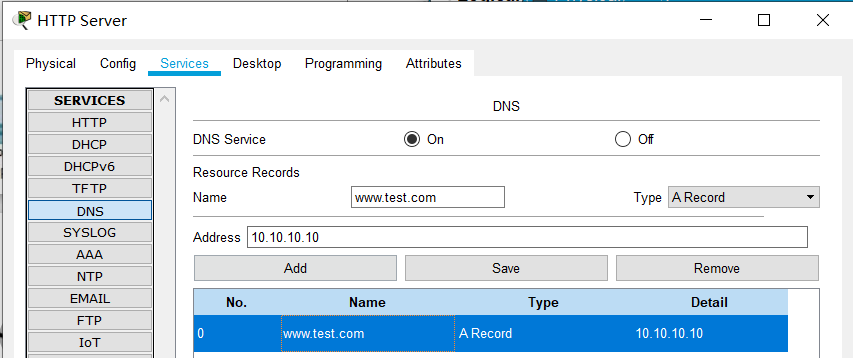 HTTP Server
Physical Config Services Desktop Programming Attributes
SERVICES
HTTP
DHCP
DHCPv6
TFTP
DNS
SYSLOG
AAA
NTP
EMAIL
FTP
IoT
DNS
DNS Service On Off
Resource Records
Name www.test.com Type A Record
Address 10.10.10.10
Add Save Remove
No. Name Type Detail
0 www.test.com A Record 10.10.10.10